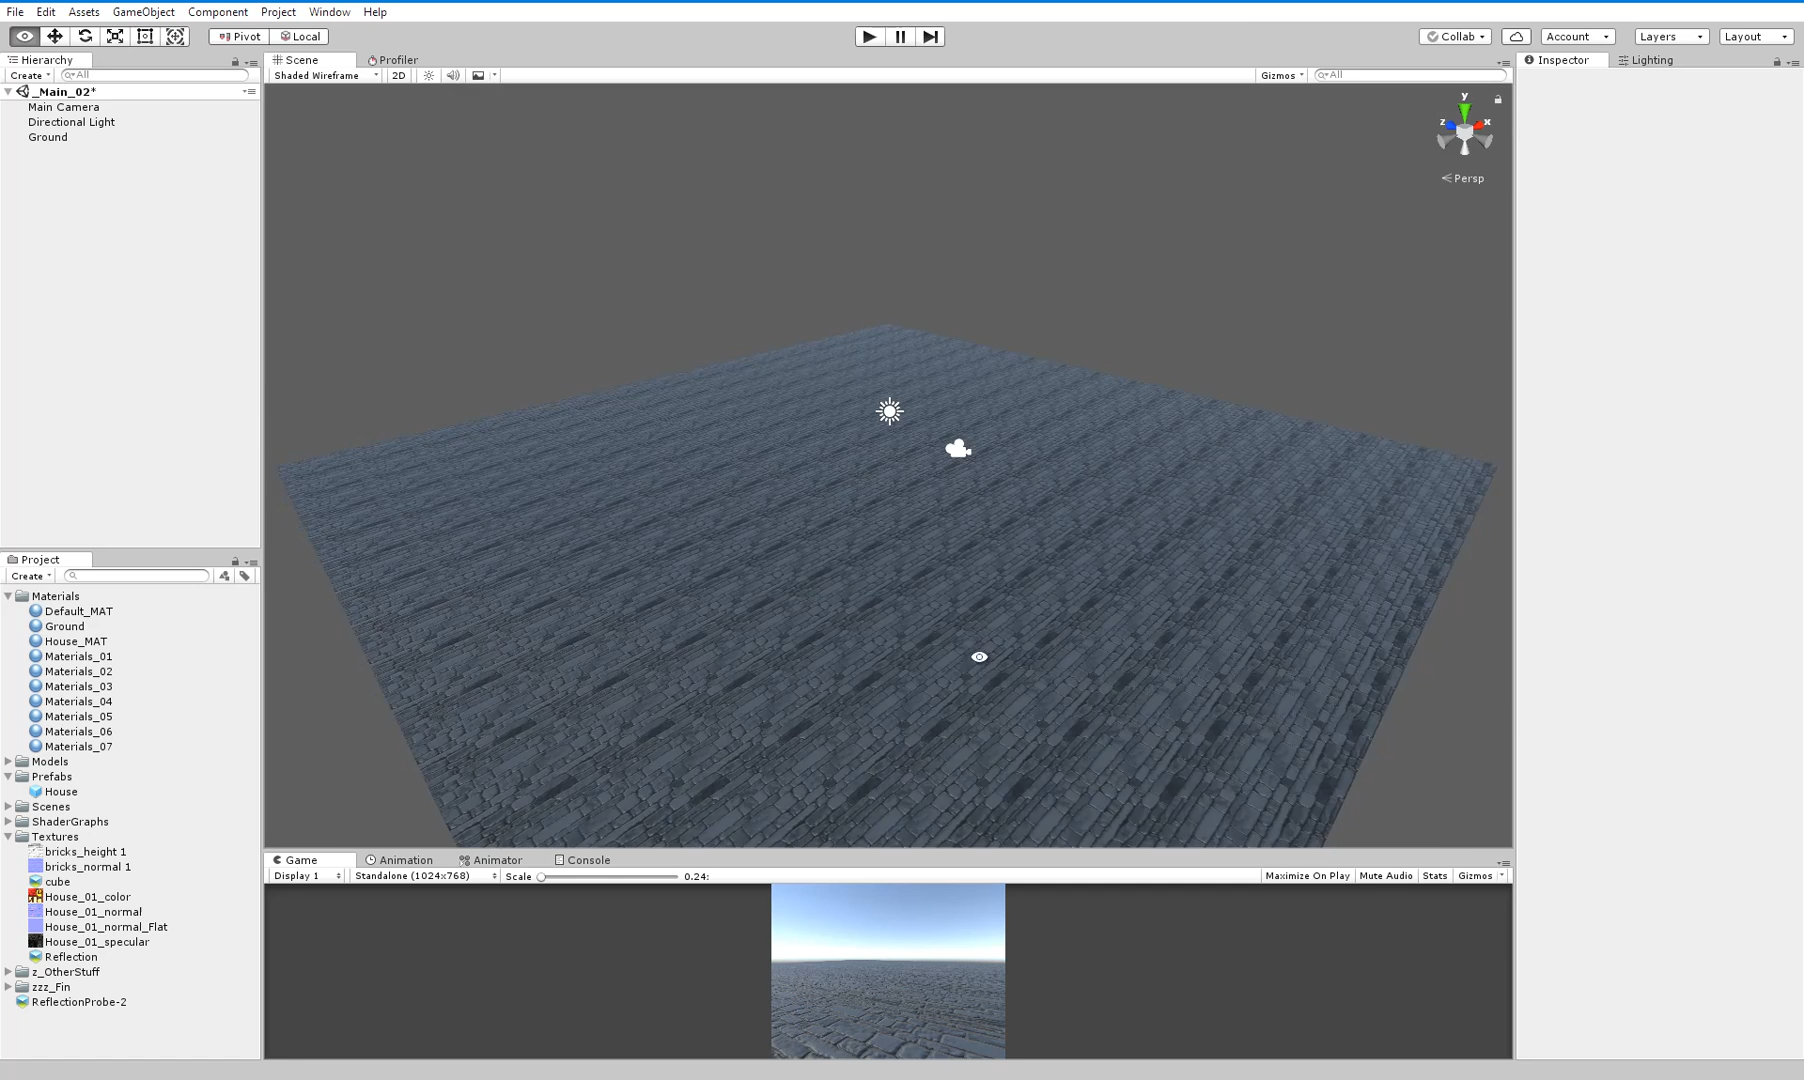 File Edit Assets GameObject Component Project Window Help
Pivot Local Collab Account Layers Layout
Hierarchy Scene Profiler Inspector Lighting
Create All Shaded Wireframe 2D Gizmos All
_Main_02*
Main Camera
Directional Light
Ground
y
z x
Persp
Project
Create
Materials
Default_MAT
Ground
House_MAT
Materials_01
Materials_02
Materials_03
Materials_04
Materials_05
Materials_06
Materials_07
Models
Prefabs
House
Scenes
ShaderGraphs
Textures
bricks_height 1
bricks_normal 1
cube
House_01_color
House_01_normal
House_01_normal_Flat
House_01_specular
Reflection
z_OtherStuff
zzz_Fin
ReflectionProbe-2
Game Animation Animator Console
Display 1 Standalone (1024x768) Scale 0.24: Maximize On Play Mute Audio Stats Gizmos